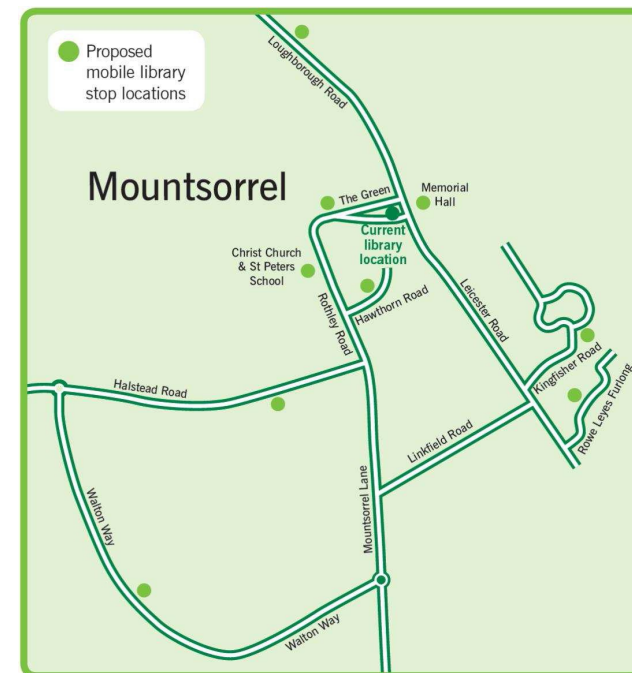 Proposed
mobile library
stop locations
Loughborough Road
Mountsorrel
The Green
Memorial
Hall
Current
library
location
Christ Church
& St Peters
School
Rothley Road
Hawthorn Road
Leicester Road
Kingfisher Road
Rowe Leyes Furlong
Halstead Road
Linkfield Road
Mountsorrel Lane
Walton Way
Walton Way